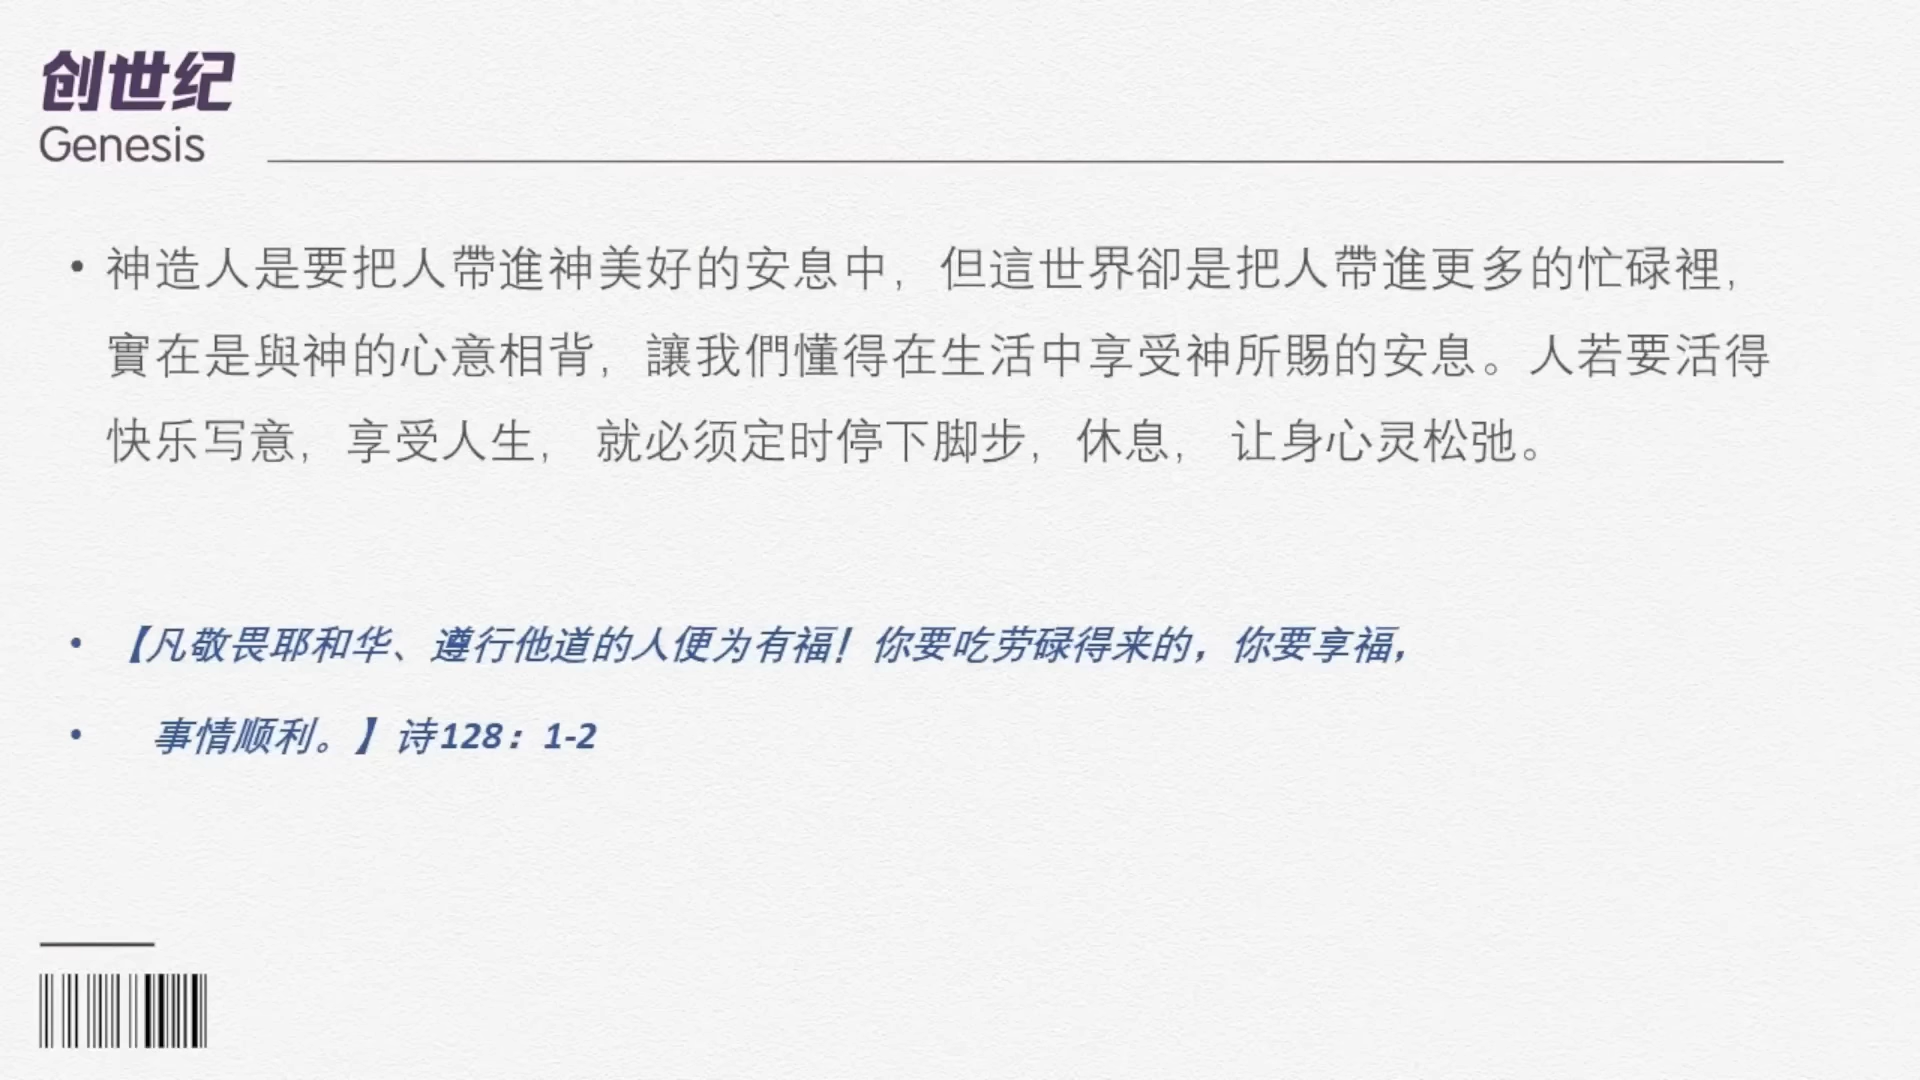 创世纪
Genesis
• 神造人是要把人帶進神美好的安息中，但這世界卻是把人帶進更多的忙碌裡，
實在是與神的心意相背，讓我們懂得在生活中享受神所賜的安息。人若要活得
快乐写意，享受人生， 就必须定时停下脚步，休息， 让身心灵松弛。
• 【凡敬畏耶和华、遵行他道的人便为有福！你要吃劳碌得来的，你要享福，
• 事情顺利。】诗128：1-2